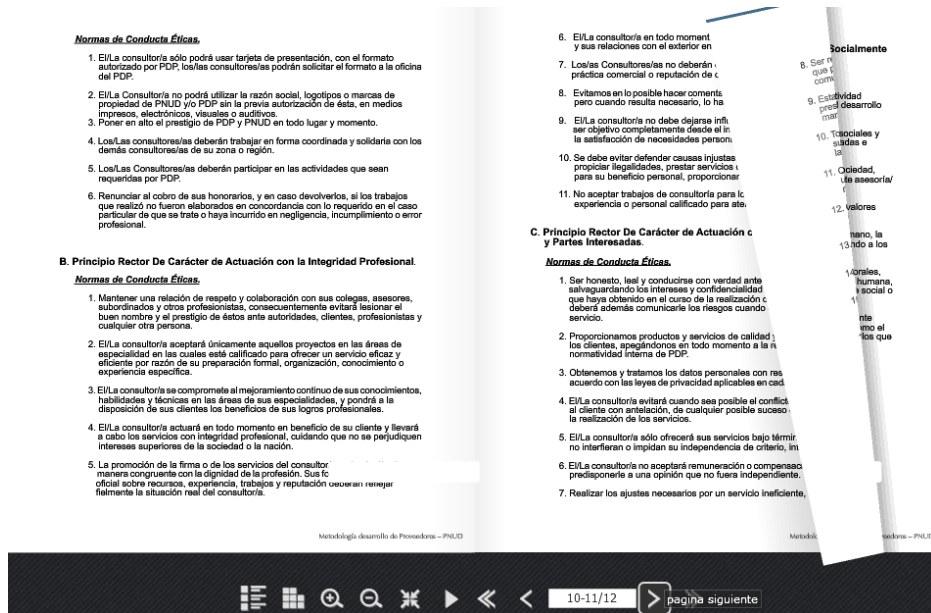 Normas de Conducta Éticas.
1. El/La consultor/a sólo podrá usar tarjeta de presentación, con el formato
autorizado por PDP, los/las consultores/as podrán solicitar el formato a la oficina
del PDP.
2. El/La Consultor/a no podrá utilizar la razón social, logotipos o marcas de
propiedad de PNUD y/o PDP sin la previa autorización de ésta, en medios
impresos, electrónicos, visuales o auditivos.
3. Poner en alto el prestigio de PDP y PNUD en todo lugar y momento.
4. Los/Las consultores/as deberán trabajar en forma coordinada y solidaria con los
demás consultores/as de su zona o región.
5. Los/Las Consultores/as deberán participar en las actividades que sean
requeridas por PDP.
6. Renunciar al cobro de sus honorarios, y en caso devolverlos, si los trabajos
que realizó no fueron elaborados en concordancia con lo requerido en el caso
particular de que se trate o haya incurrido en negligencia, incumplimiento o error
profesional.
B. Principio Rector De Carácter de Actuación con la Integridad Profesional.
Normas de Conducta Éticas.
1. Mantener una relación de respeto y colaboración con sus colegas, asesores,
subordinados y otros profesionistas, consecuentemente evitará lesionar el
buen nombre y el prestigio de éstos ante autoridades, clientes, profesionistas y
cualquier otra persona.
2. El/La consultor/a aceptará únicamente aquellos proyectos en las áreas de
especialidad en las cuales esté calificado para ofrecer un servicio eficaz y
eficiente por razón de su preparación formal, organización, conocimiento o
experiencia específica.
3. El/La consultor/a se compromete al mejoramiento continuo de sus conocimientos,
habilidades y técnicas en las áreas de sus especialidades, y pondrá a la
disposición de sus clientes los beneficios de sus logros profesionales.
4. El/La consultor/a actuará en todo momento en beneficio de su cliente y llevará
a cabo los servicios con integridad profesional, cuidando que no se perjudiquen
intereses superiores de la sociedad o la nación.
5. La promoción de la firma o de los servicios del consultor
manera congruente con la dignidad de la profesión. Sus
oficial sobre recursos, experiencia, trabajos y reputación deberán reflejar
fielmente la situación real del consultor/a.
Metodología desarrollo de Proveedores – PNUD
6. El/La consultor/a en todo
y sus relaciones con el exterior en
7. Los/as Consultores/as no deberán
práctica comercial o reputación de
8. Evitamos en lo posible hacer
pero cuando resulta necesario, lo
9. El/La consultor/a no debe dejarse
ser objetivo completamente desde el
la satisfacción de necesidades
10. Se debe evitar defender causas injustas
propiciar ilegalidades, prestar servicios
para su beneficio personal,
11. No aceptar trabajos de consultoría para
experiencia o personal calificado para
C. Principio Rector De Carácter de Actuación
y Partes Interesadas.
Normas de Conducta Éticas.
1. Ser honesto, leal y conducirse con verdad ante
salvaguardando los intereses y confidencialidad
que haya obtenido en el curso de la realización
deberá además comunicarle los riesgos cuando
servicio.
2. Proporcionamos productos y servicios de calidad
los clientes, apegándonos en todo momento a la
normatividad interna de PDP.
3. Obtenemos y tratamos los datos personales con
acuerdo con las leyes de privacidad aplicables en
4. El/La consultor/a evitará cuando sea posible el
al cliente con antelación, de cualquier posible suceso
la realización de los servicios.
5. El/La consultor/a sólo ofrecerá sus servicios bajo
no interfieran o impidan su independencia de criterio,
6. El/La consultor/a no aceptará remuneración o
predisponerle a una opinión que no fuera independiente.
7. Realizar los ajustes necesarios por un servicio ineficiente,
Socialmente
8. Ser
9.
desarrollo
10.
sociales y
11.
asesoría/
12. valores
13.
a los
14.
humana,
social o
que
– PNUD
10-11/12
pagina siguiente